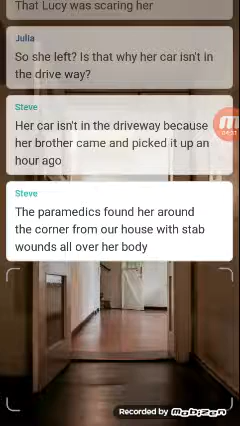 That Lucy was scaring her
Julia
So she left? Is that why her car isn't in
the drive way?
Steve
Her car isn't in the driveway because
her brother came and picked it up an
hour ago
Steve
The paramedics found her around
the corner from our house with stab
wounds all over her body
Recorded by mobizen